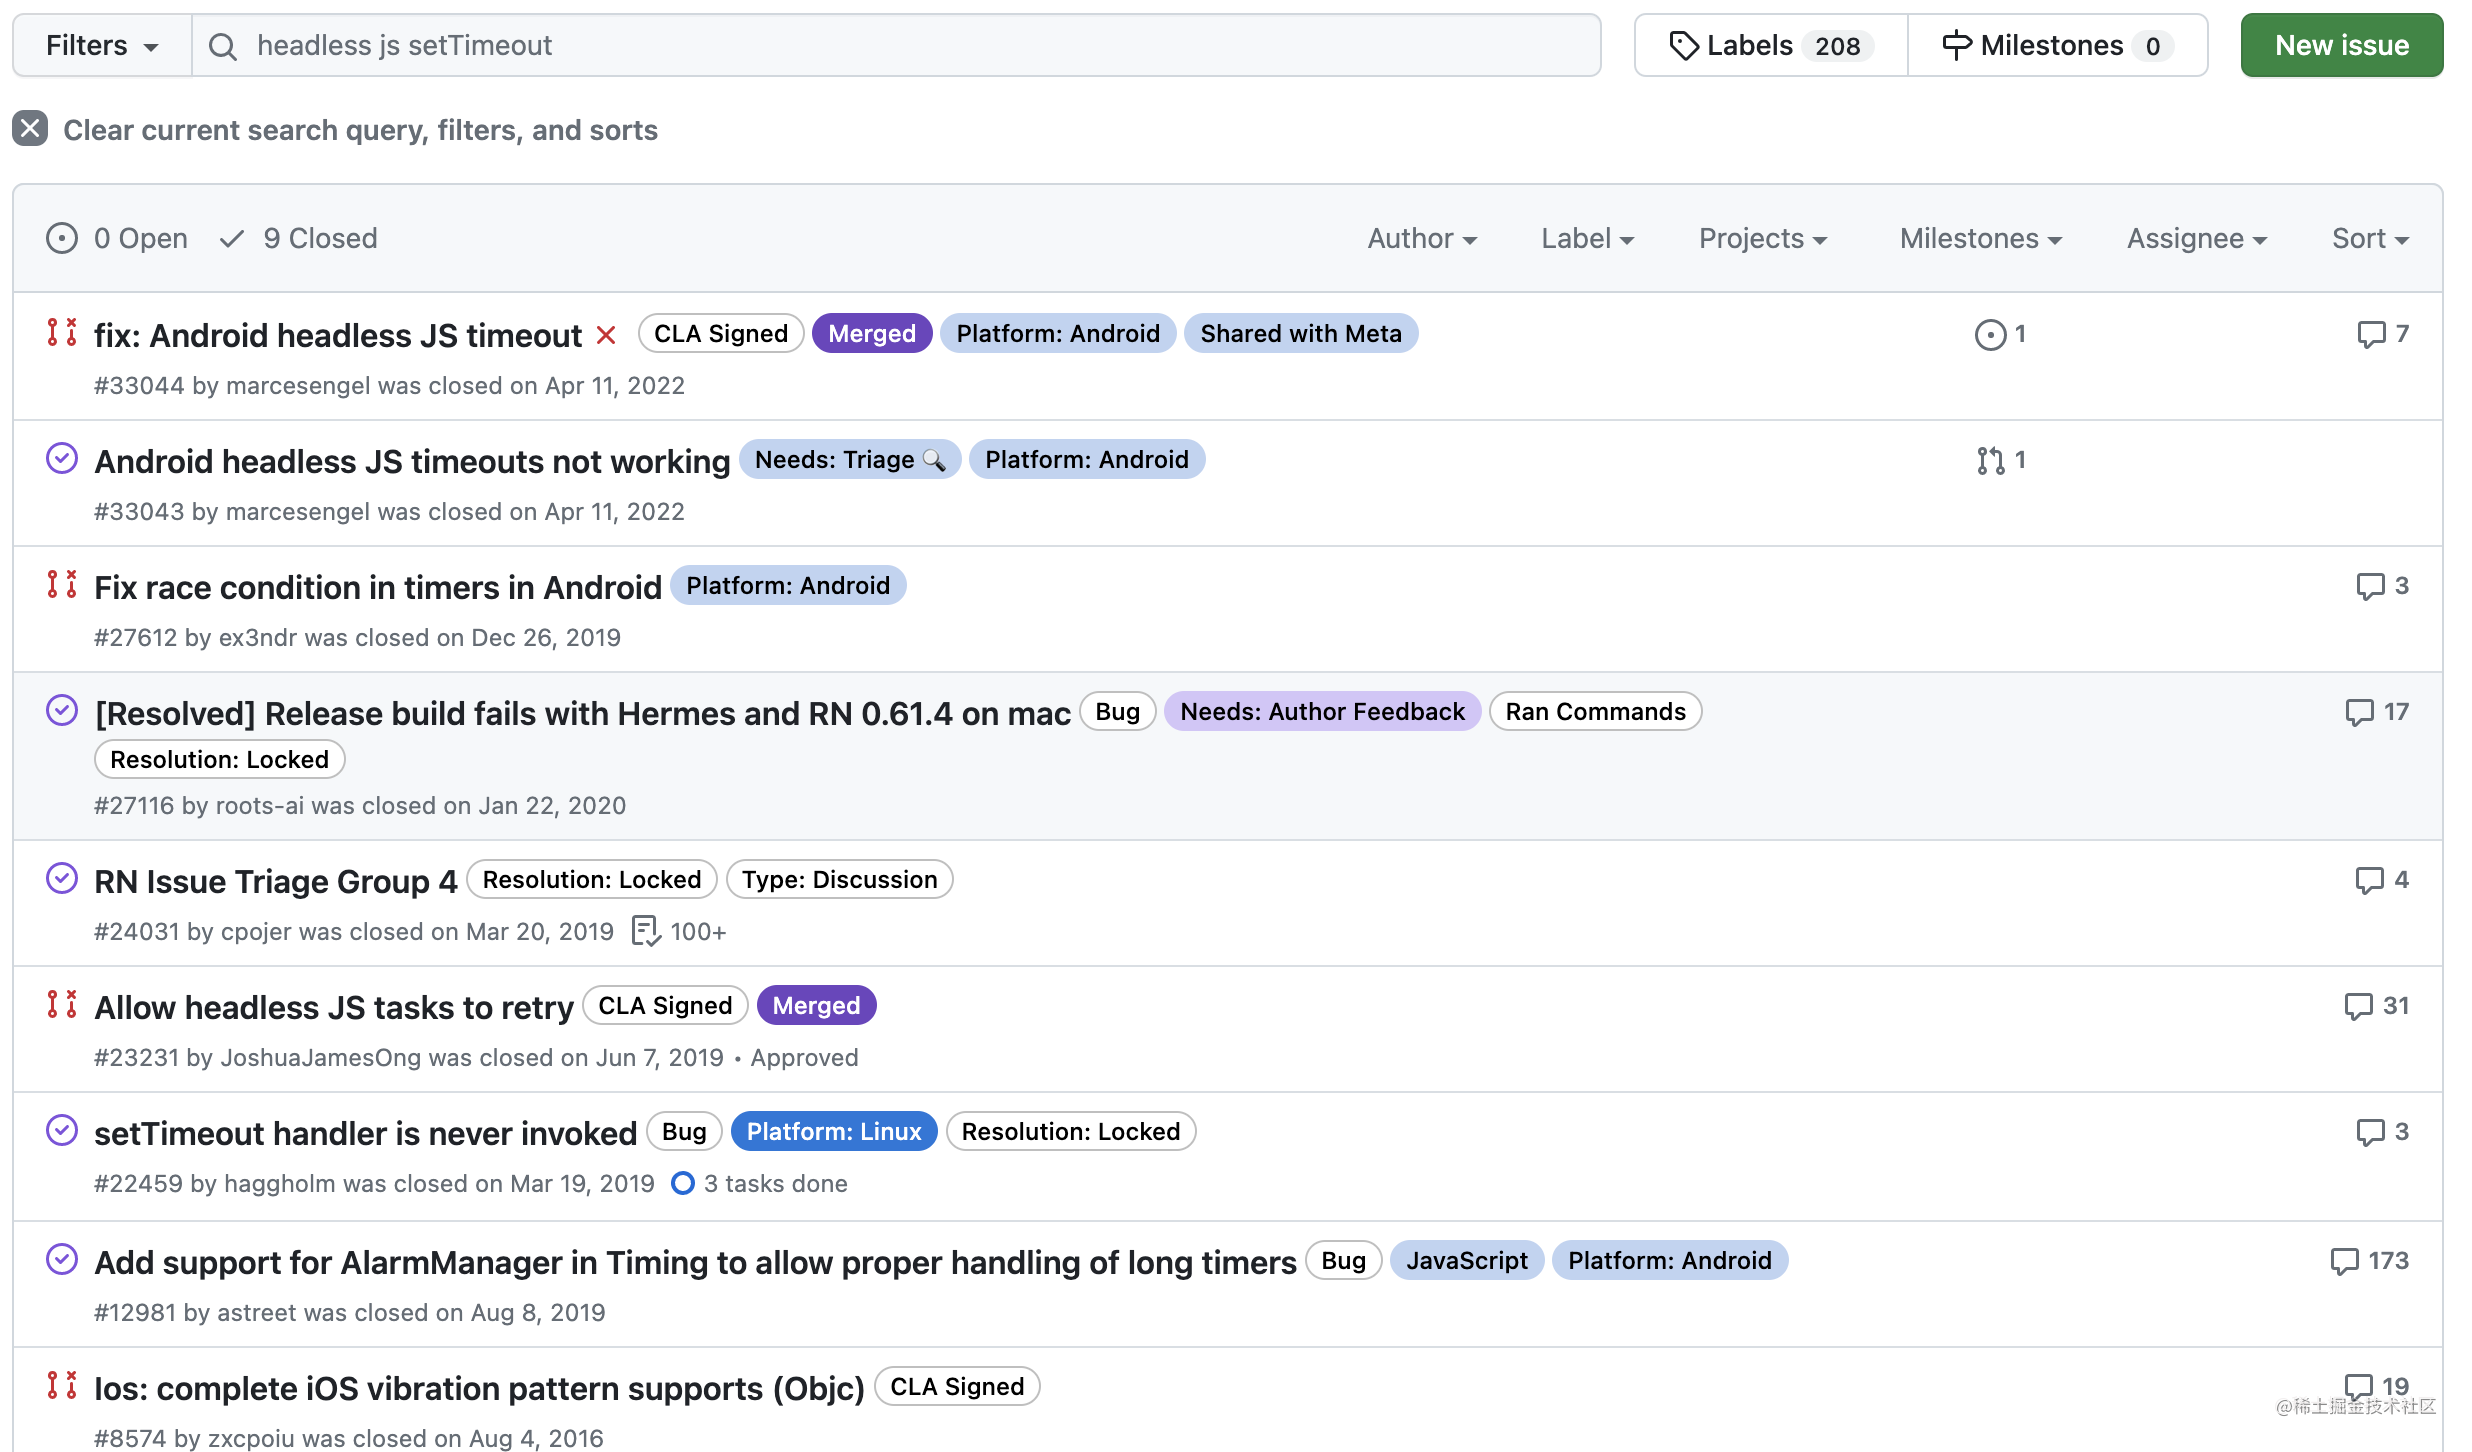 Filters headless js setTimeout Labels 208 Milestones 0 New issue
Clear current search query, filters, and sorts
0 Open 9 Closed Author Label Projects Milestones Assignee Sort
fix: Android headless JS timeout CLA Signed Merged Platform: Android Shared with Meta 1 7
#33044 by marcesengel was closed on Apr 11, 2022
Android headless JS timeouts not working Needs: Triage 🔍 Platform: Android 1
#33043 by marcesengel was closed on Apr 11, 2022
Fix race condition in timers in Android Platform: Android 3
#27612 by ex3ndr was closed on Dec 26, 2019
[Resolved] Release build fails with Hermes and RN 0.61.4 on mac Bug Needs: Author Feedback Ran Commands 17
Resolution: Locked
#27116 by roots-ai was closed on Jan 22, 2020
RN Issue Triage Group 4 Resolution: Locked Type: Discussion 4
#24031 by cpojer was closed on Mar 20, 2019 100+
Allow headless JS tasks to retry CLA Signed Merged 31
#23231 by JoshuaJamesOng was closed on Jun 7, 2019 • Approved
setTimeout handler is never invoked Bug Platform: Linux Resolution: Locked 3
#22459 by haggholm was closed on Mar 19, 2019 3 tasks done
Add support for AlarmManager in Timing to allow proper handling of long timers Bug JavaScript Platform: Android 173
#12981 by astreet was closed on Aug 8, 2019
Ios: complete iOS vibration pattern supports (Objc) CLA Signed 19
@稀土掘金技术社区
#8574 by zxcpoiu was closed on Aug 4, 2016